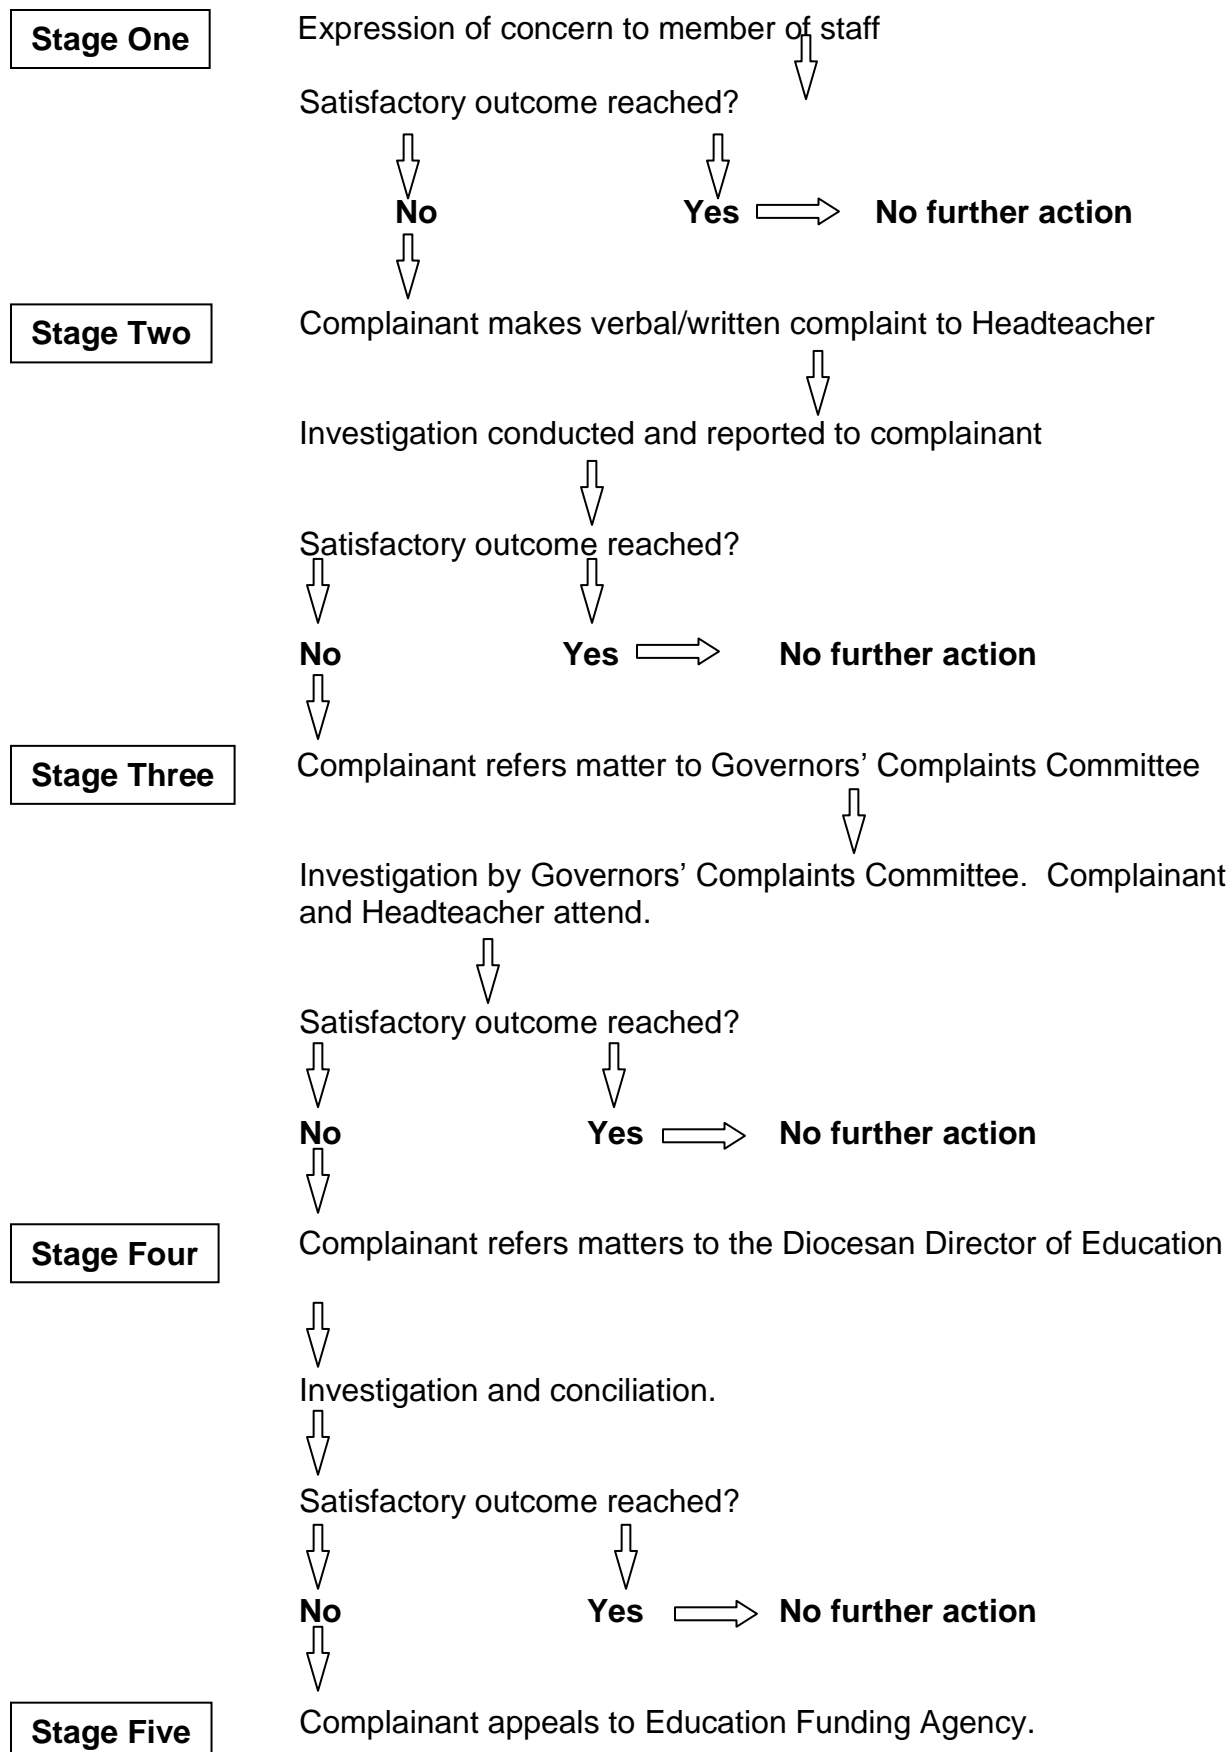 Stage One
Expression of concern to member of staff
Satisfactory outcome reached?
No
Yes
No further action
Stage Two
Complainant makes verbal/written complaint to Headteacher
Investigation conducted and reported to complainant
Satisfactory outcome reached?
No
Yes
No further action
Stage Three
Complainant refers matter to Governors’ Complaints Committee
Investigation by Governors’ Complaints Committee.  Complainant
and Headteacher attend.
Satisfactory outcome reached?
No
Yes
No further action
Stage Four
Complainant refers matters to the Diocesan Director of Education
Investigation and conciliation.
Satisfactory outcome reached?
No
Yes
No further action
Stage Five
Complainant appeals to Education Funding Agency.